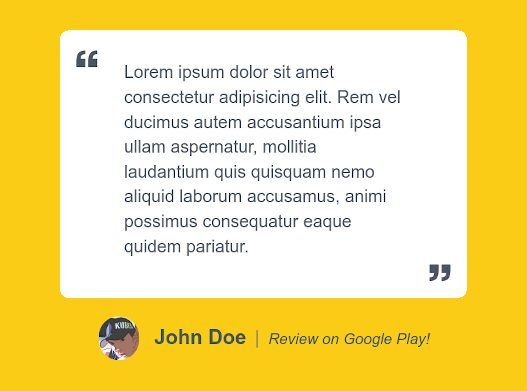 ❝
Lorem ipsum dolor sit amet
consectetur adipisicing elit. Rem vel
ducimus autem accusantium ipsa
ullam aspernatur, mollitia
laudantium quis quisquam nemo
aliquid laborum accusamus, animi
possimus consequatur eaque
quidem pariatur.
❞
John Doe | Review on Google Play!